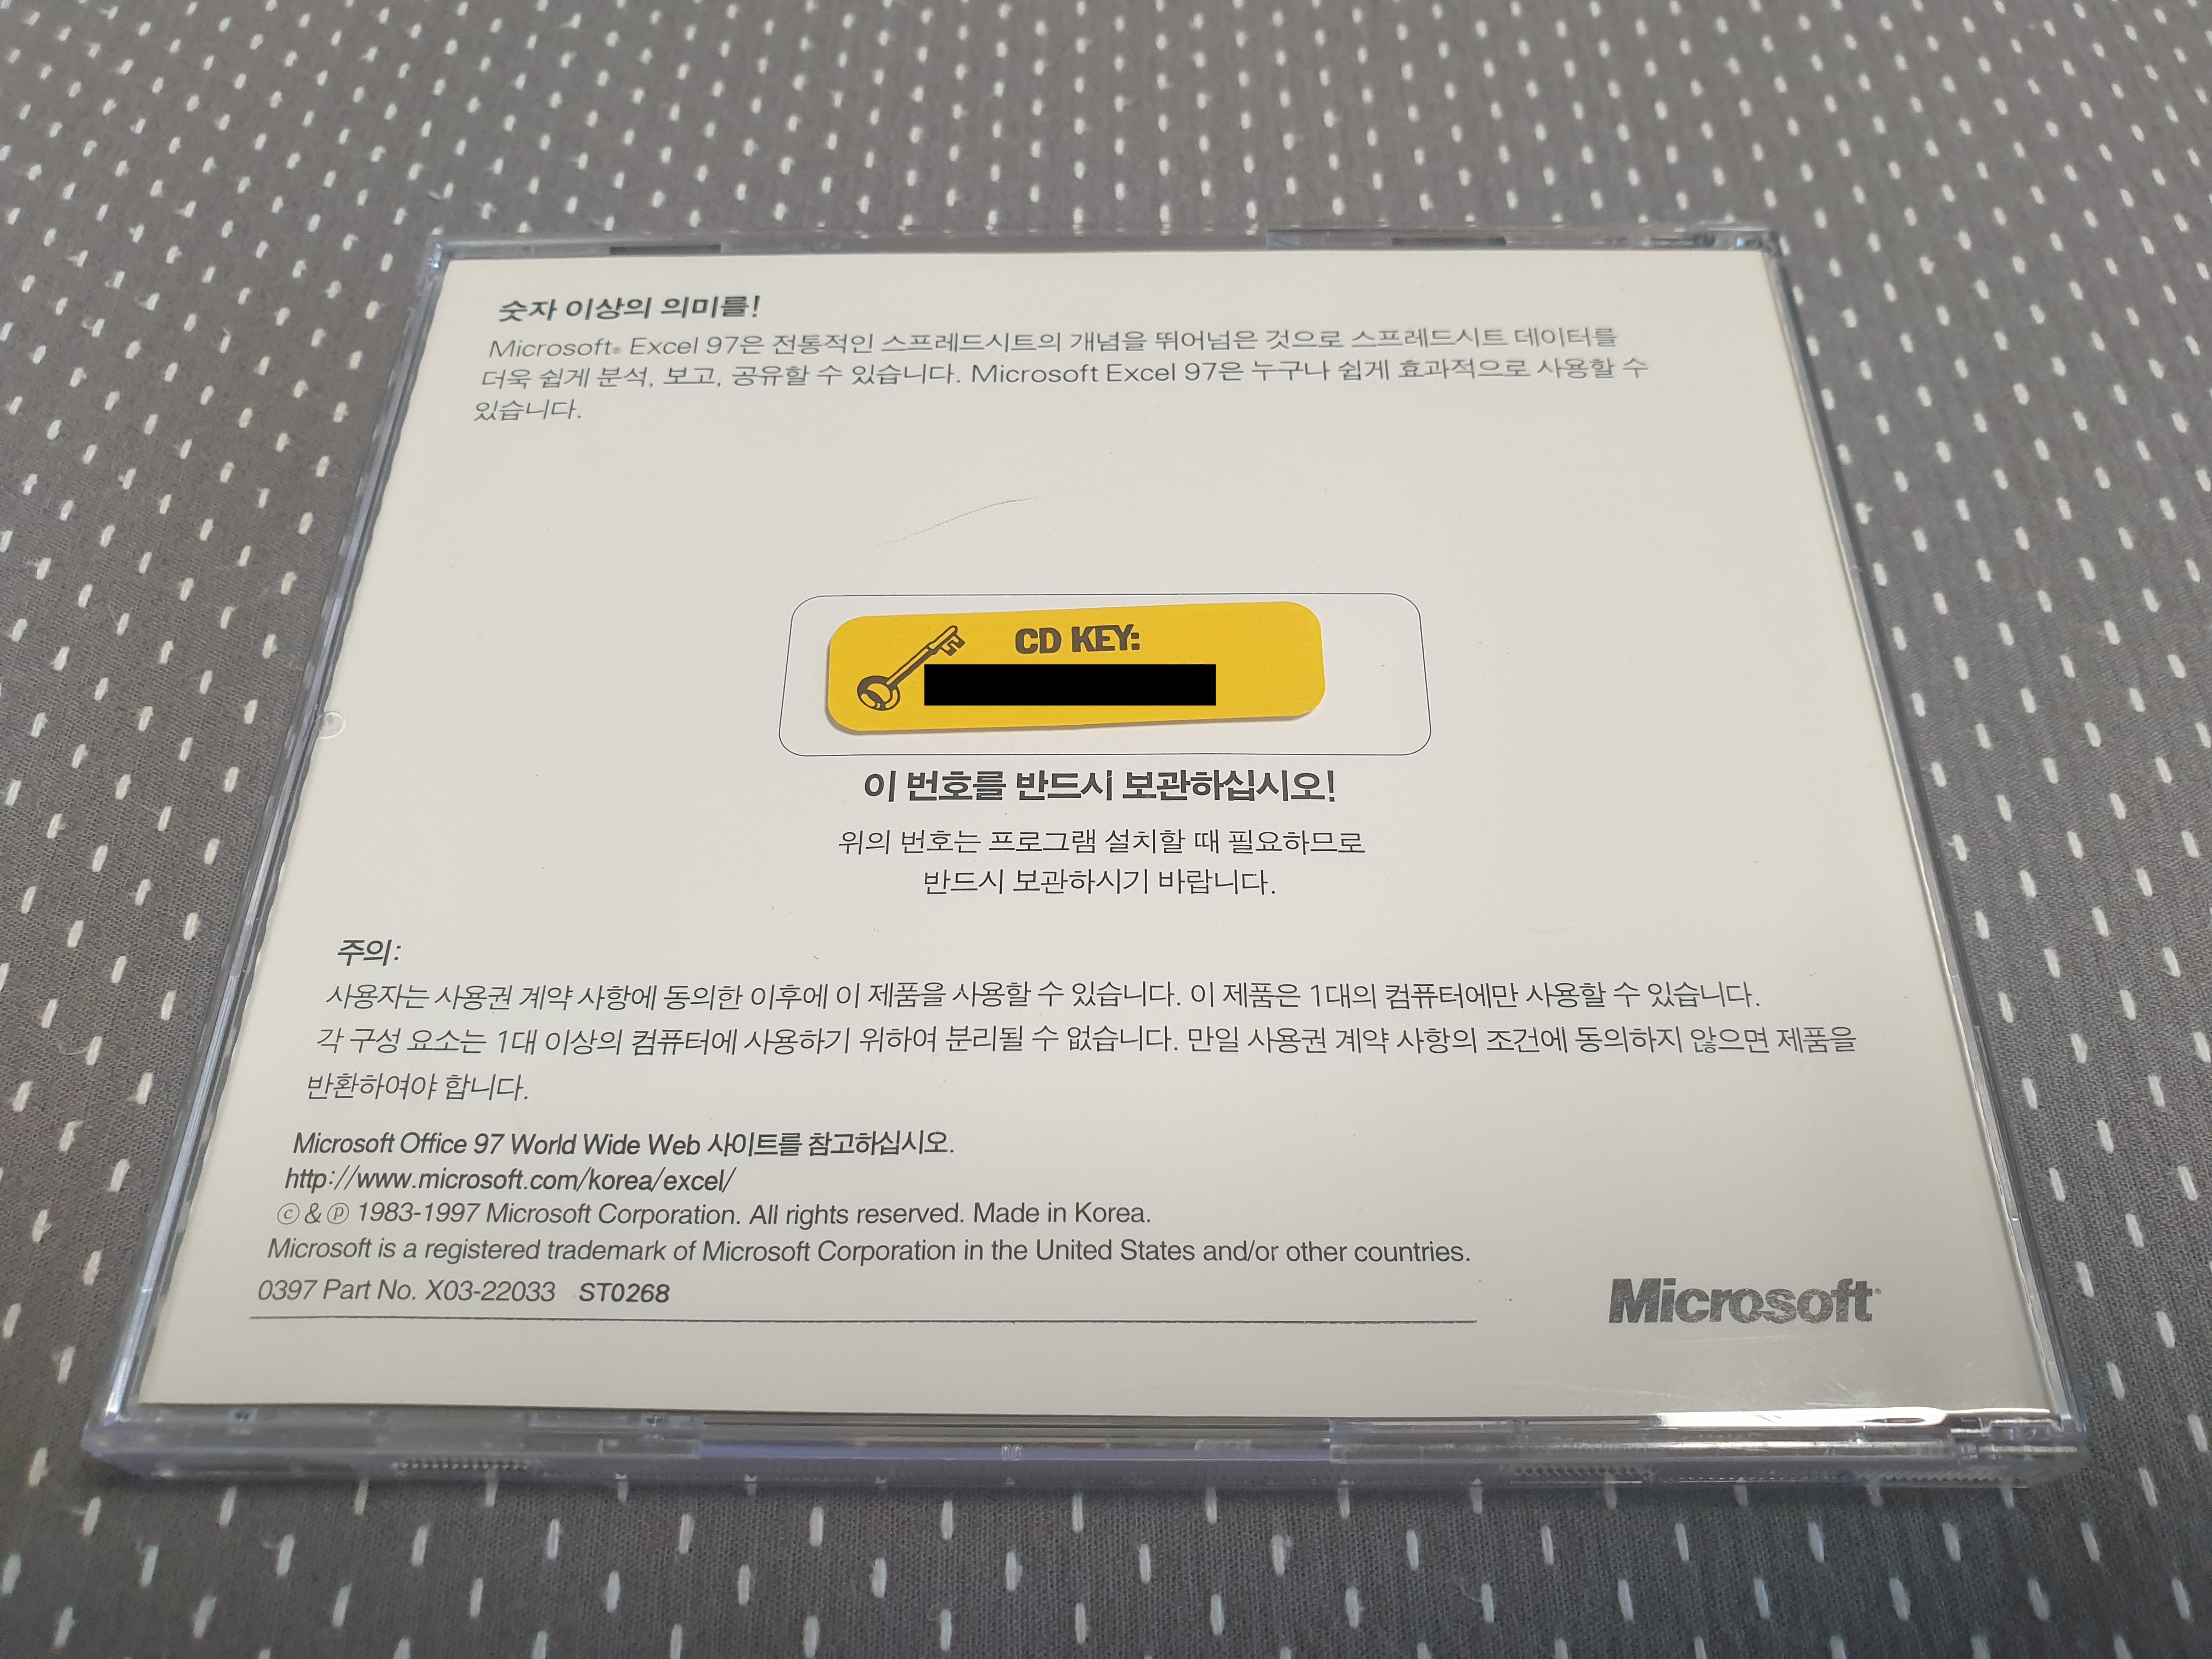 숫자 이상의 의미를!
Microsoft® Excel 97은 전통적인 스프레드시트의 개념을 뛰어넘은 것으로 스프레드시트 데이터를
더욱 쉽게 분석, 보고, 공유할 수 있습니다. Microsoft Excel 97은 누구나 쉽게 효과적으로 사용할 수
있습니다.
CD KEY:
이 번호를 반드시 보관하십시오!
위의 번호는 프로그램 설치할 때 필요하므로
반드시 보관하시기 바랍니다.
주의:
사용자는 사용권 계약 사항에 동의한 이후에 이 제품을 사용할 수 있습니다. 이 제품은 1대의 컴퓨터에만 사용할 수 있습니다.
각 구성 요소는 1대 이상의 컴퓨터에 사용하기 위하여 분리될 수 없습니다. 만일 사용권 계약 사항의 조건에 동의하지 않으면 제품을
반환하여야 합니다.
Microsoft Office 97 World Wide Web 사이트를 참고하십시오.
http://www.microsoft.com/korea/excel/
ⓒ & ⓟ 1983-1997 Microsoft Corporation. All rights reserved. Made in Korea.
Microsoft is a registered trademark of Microsoft Corporation in the United States and/or other countries.
0397 Part No. X03-22033 ST0268
Microsoft®